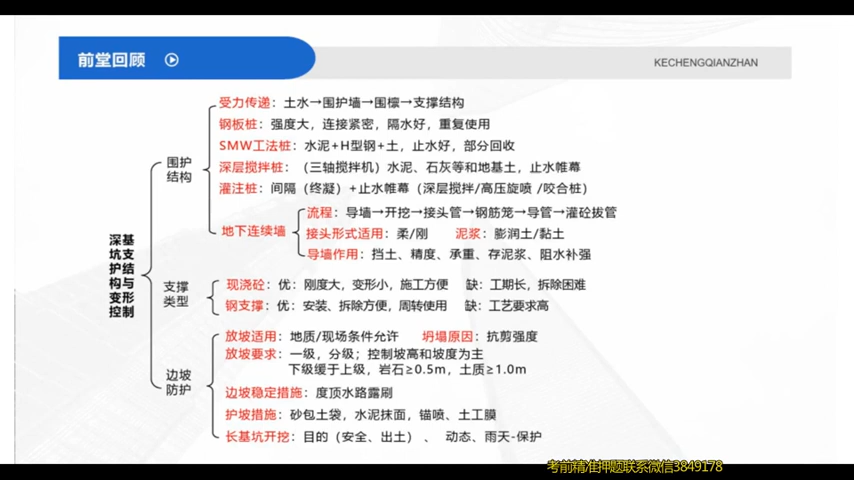 前堂回顾
KECHENGQIANZHAN
深基坑支护结构与变形控制
围护结构
受力传递：土水→围护墙→围檩→支撑结构
钢板桩：强度大，连接紧密，隔水好，重复使用
SMW工法桩：水泥+H型钢+土，止水好，部分回收
深层搅拌桩：（三轴搅拌机）水泥、石灰等和地基土，止水帷幕
灌注桩：间隔（终凝）+止水帷幕（深层搅拌/高压旋喷 /咬合桩）
地下连续墙
流程：导墙→开挖→接头管→钢筋笼→导管→灌砼拔管
接头形式适用：柔/刚 泥浆：膨润土/黏土
导墙作用：挡土、精度、承重、存泥浆、阻水补强
支撑类型
现浇砼：优：刚度大，变形小，施工方便 缺：工期长，拆除困难
钢支撑：优：安装、拆除方便，周转使用 缺：工艺要求高
边坡防护
放坡适用：地质/现场条件允许 坍塌原因：抗剪强度
放坡要求：一级，分级；控制坡高和坡度为主
下级缓于上级，岩石≥0.5m，土质≥1.0m
边坡稳定措施：度顶水路露刷
护坡措施：砂包土袋，水泥抹面，锚喷、土工膜
长基坑开挖：目的（安全、出土）、 动态、雨天-保护
考前精准押题联系微信3849178